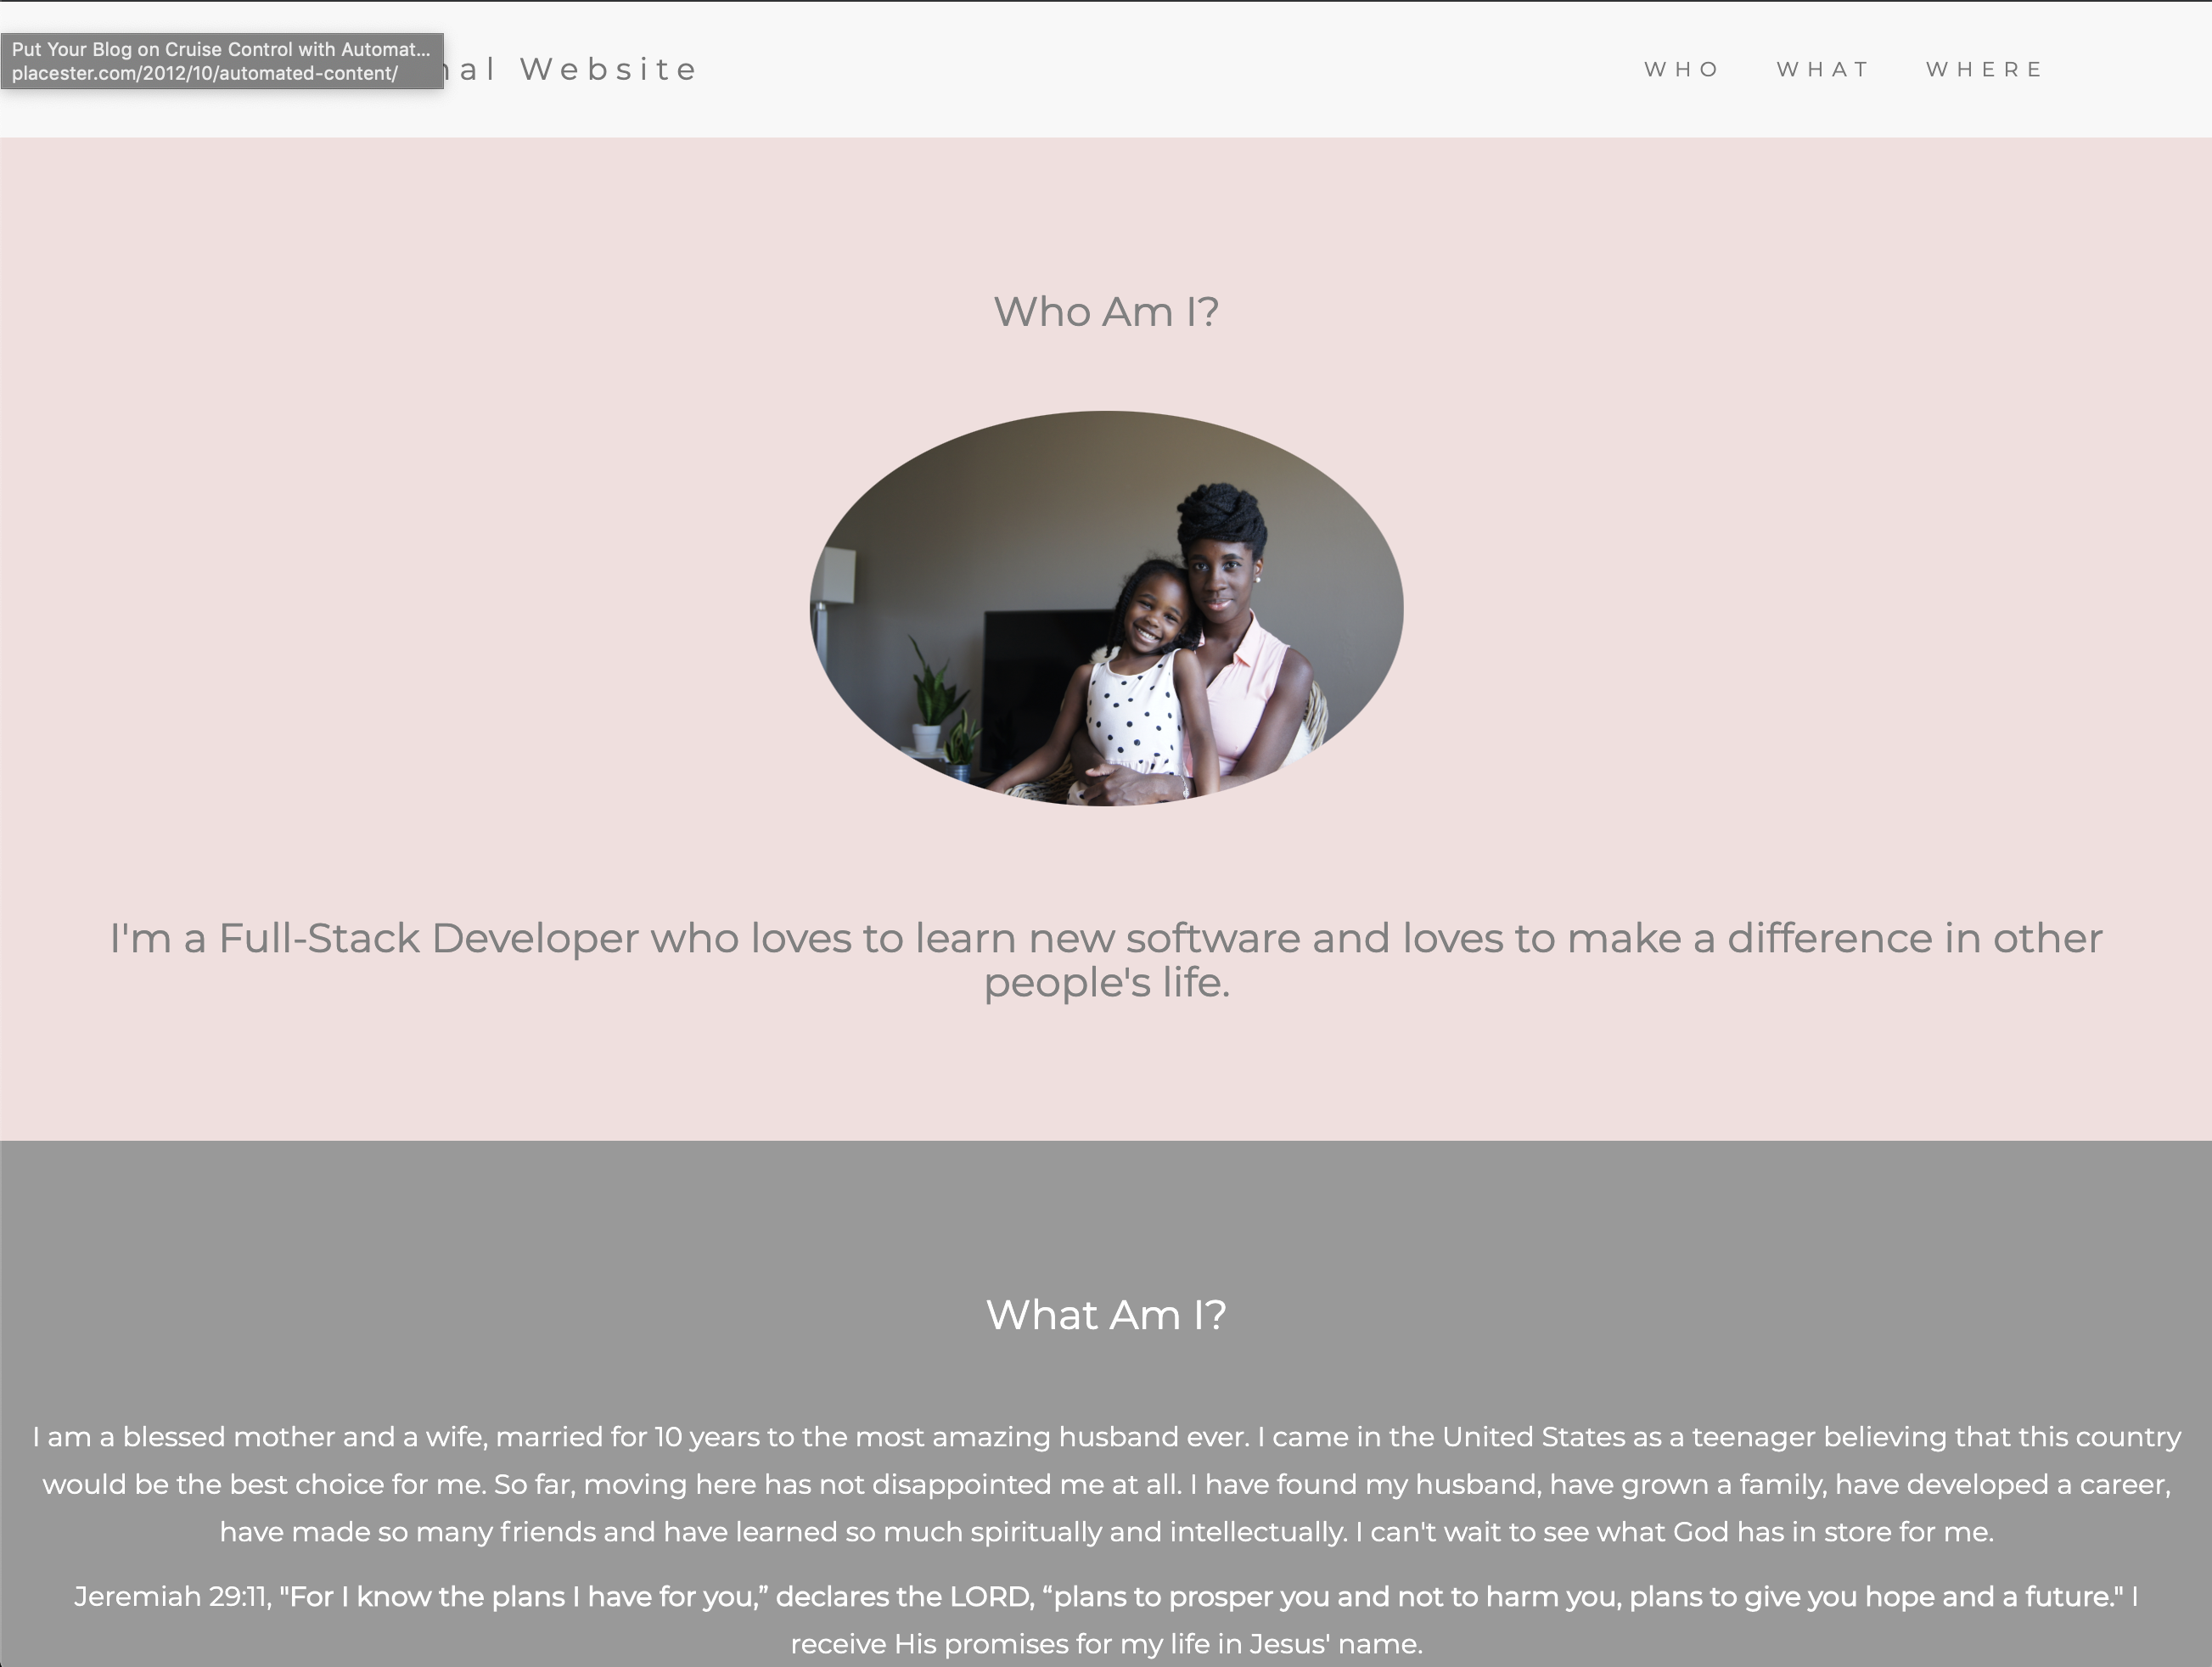 Put Your Blog on Cruise Control with Automat...
placester.com/2012/10/automated-content/
Website
WHO WHAT WHERE
Who Am I?
I'm a Full-Stack Developer who loves to learn new software and loves to make a difference in other
people's life.
What Am I?
I am a blessed mother and a wife, married for 10 years to the most amazing husband ever. I came in the United States as a teenager believing that this country
would be the best choice for me. So far, moving here has not disappointed me at all. I have found my husband, have grown a family, have developed a career,
have made so many friends and have learned so much spiritually and intellectually. I can't wait to see what God has in store for me.
Jeremiah 29:11, "For I know the plans I have for you,” declares the LORD, “plans to prosper you and not to harm you, plans to give you hope and a future." I
receive His promises for my life in Jesus' name.